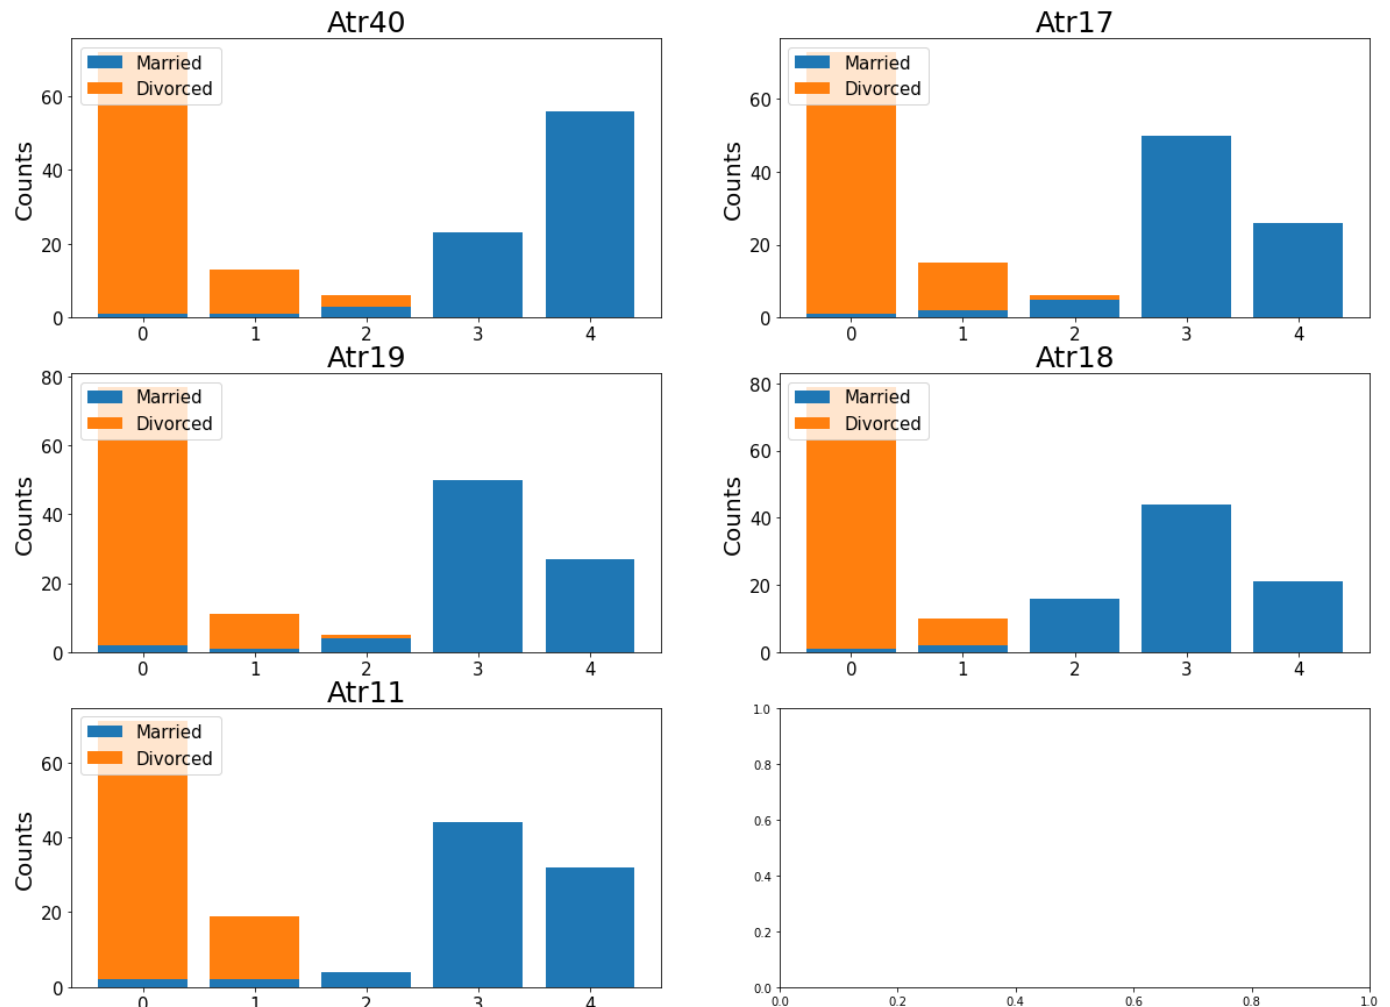 Atr40
Married
Divorced
Counts
60
40
20
0
0 1 2 3 4
Atr17
Married
Divorced
Counts
60
40
20
0
0 1 2 3 4
Atr19
Married
Divorced
Counts
80
60
40
20
0
0 1 2 3 4
Atr18
Married
Divorced
Counts
80
60
40
20
0
0 1 2 3 4
Atr11
Married
Divorced
Counts
60
40
20
0
0 1 2 3 4
1.0
0.8
0.6
0.4
0.2
0.0
0.0 0.2 0.4 0.6 0.8 1.0